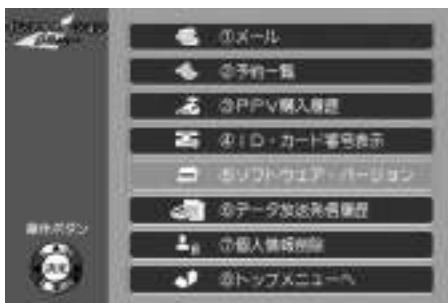 ①メール
②予約一覧
③PPV購入履歴
④ID・カード番号表示
⑤ソフトウェア・バージョン
⑥データ放送発信履歴
⑦個人情報削除
⑧トップメニューへ
操作ボタン
決定